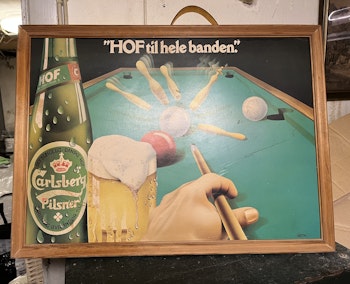 "HOF til hele banden."
HOF
C
Carlsberg
Pilsner